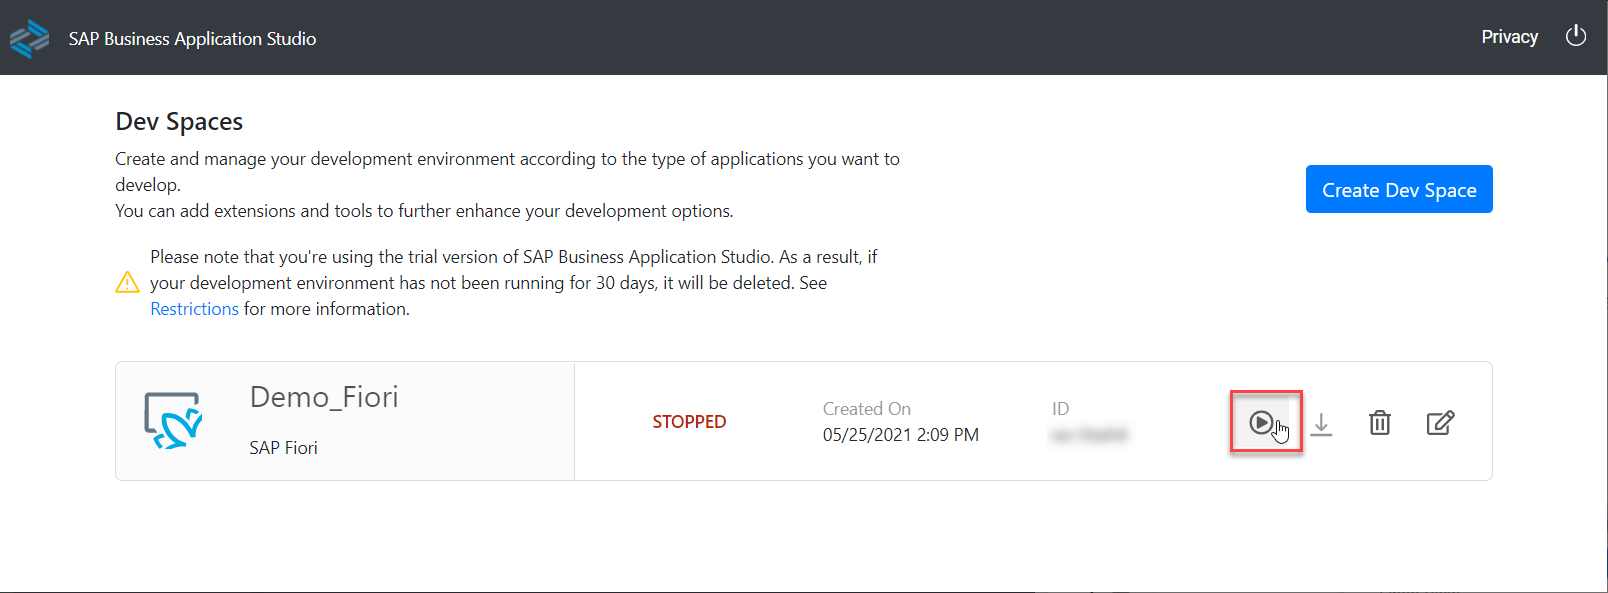 SAP Business Application Studio
Privacy
Dev Spaces
Create and manage your development environment according to the type of applications you want to
develop.
You can add extensions and tools to further enhance your development options.
Create Dev Space
Please note that you're using the trial version of SAP Business Application Studio. As a result, if
your development environment has not been running for 30 days, it will be deleted. See
Restrictions for more information.
Demo_Fiori
SAP Fiori
STOPPED
Created On
05/25/2021 2:09 PM
ID